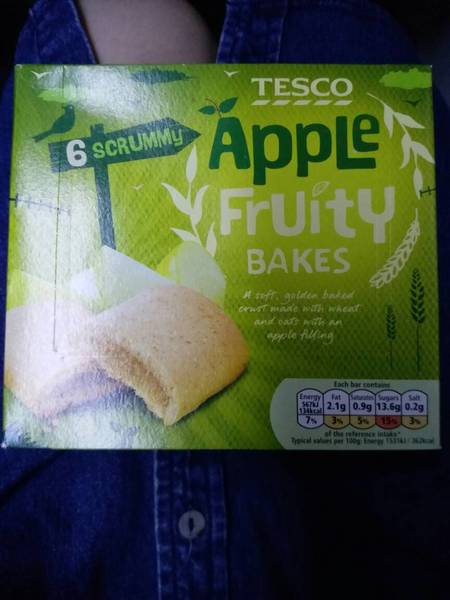 TESCO
6 SCRUMMY
Apple
Fruity
BAKES
A soft, golden baked
crust made with wheat
and oats with an
apple filling
Each bar contains
Energy Fat Saturates Sugars Salt
567kJ 2.1g 0.9g 13.6g 0.2g
134kcal
7% 3% 5% 15% 3%
of the reference intake*
Typical values per 100g: Energy 1531kJ / 362kcal